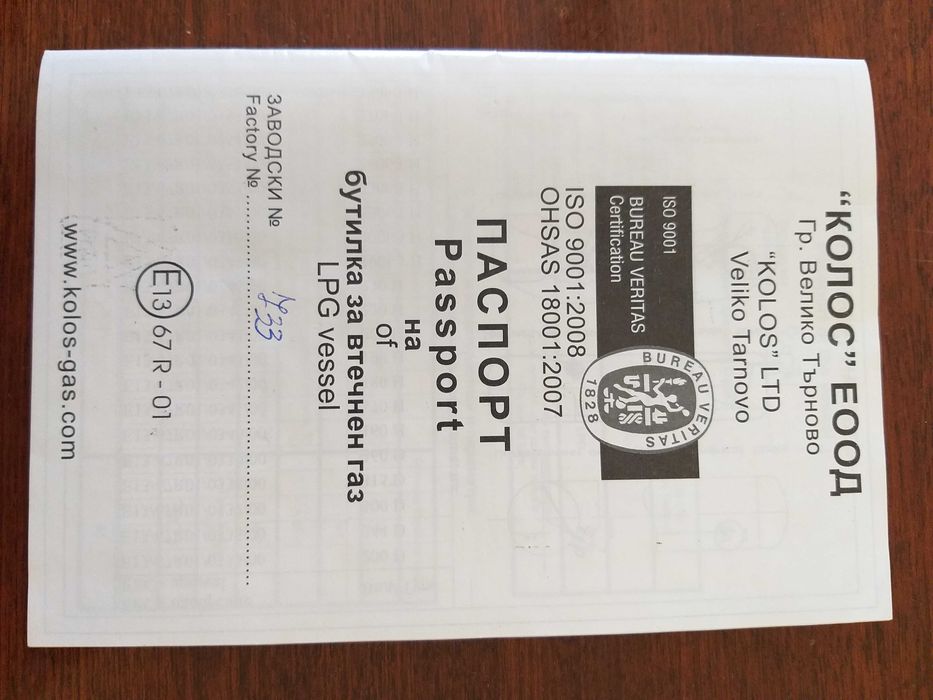 “КОЛОС” ЕООД
Гр. Велико Търново
“KOLOS” LTD
Veliko Tarnovo
ISO 9001
BUREAU VERITAS
Certification
BUREAU VERITAS
1828
ISO 9001:2008
OHSAS 18001:2007
ПАСПОРТ
Passport
на
of
бутилка за втечнен газ
LPG vessel
ЗАВОДСКИ №
Factory №
E13 67 R - 01
www.kolos-gas.com